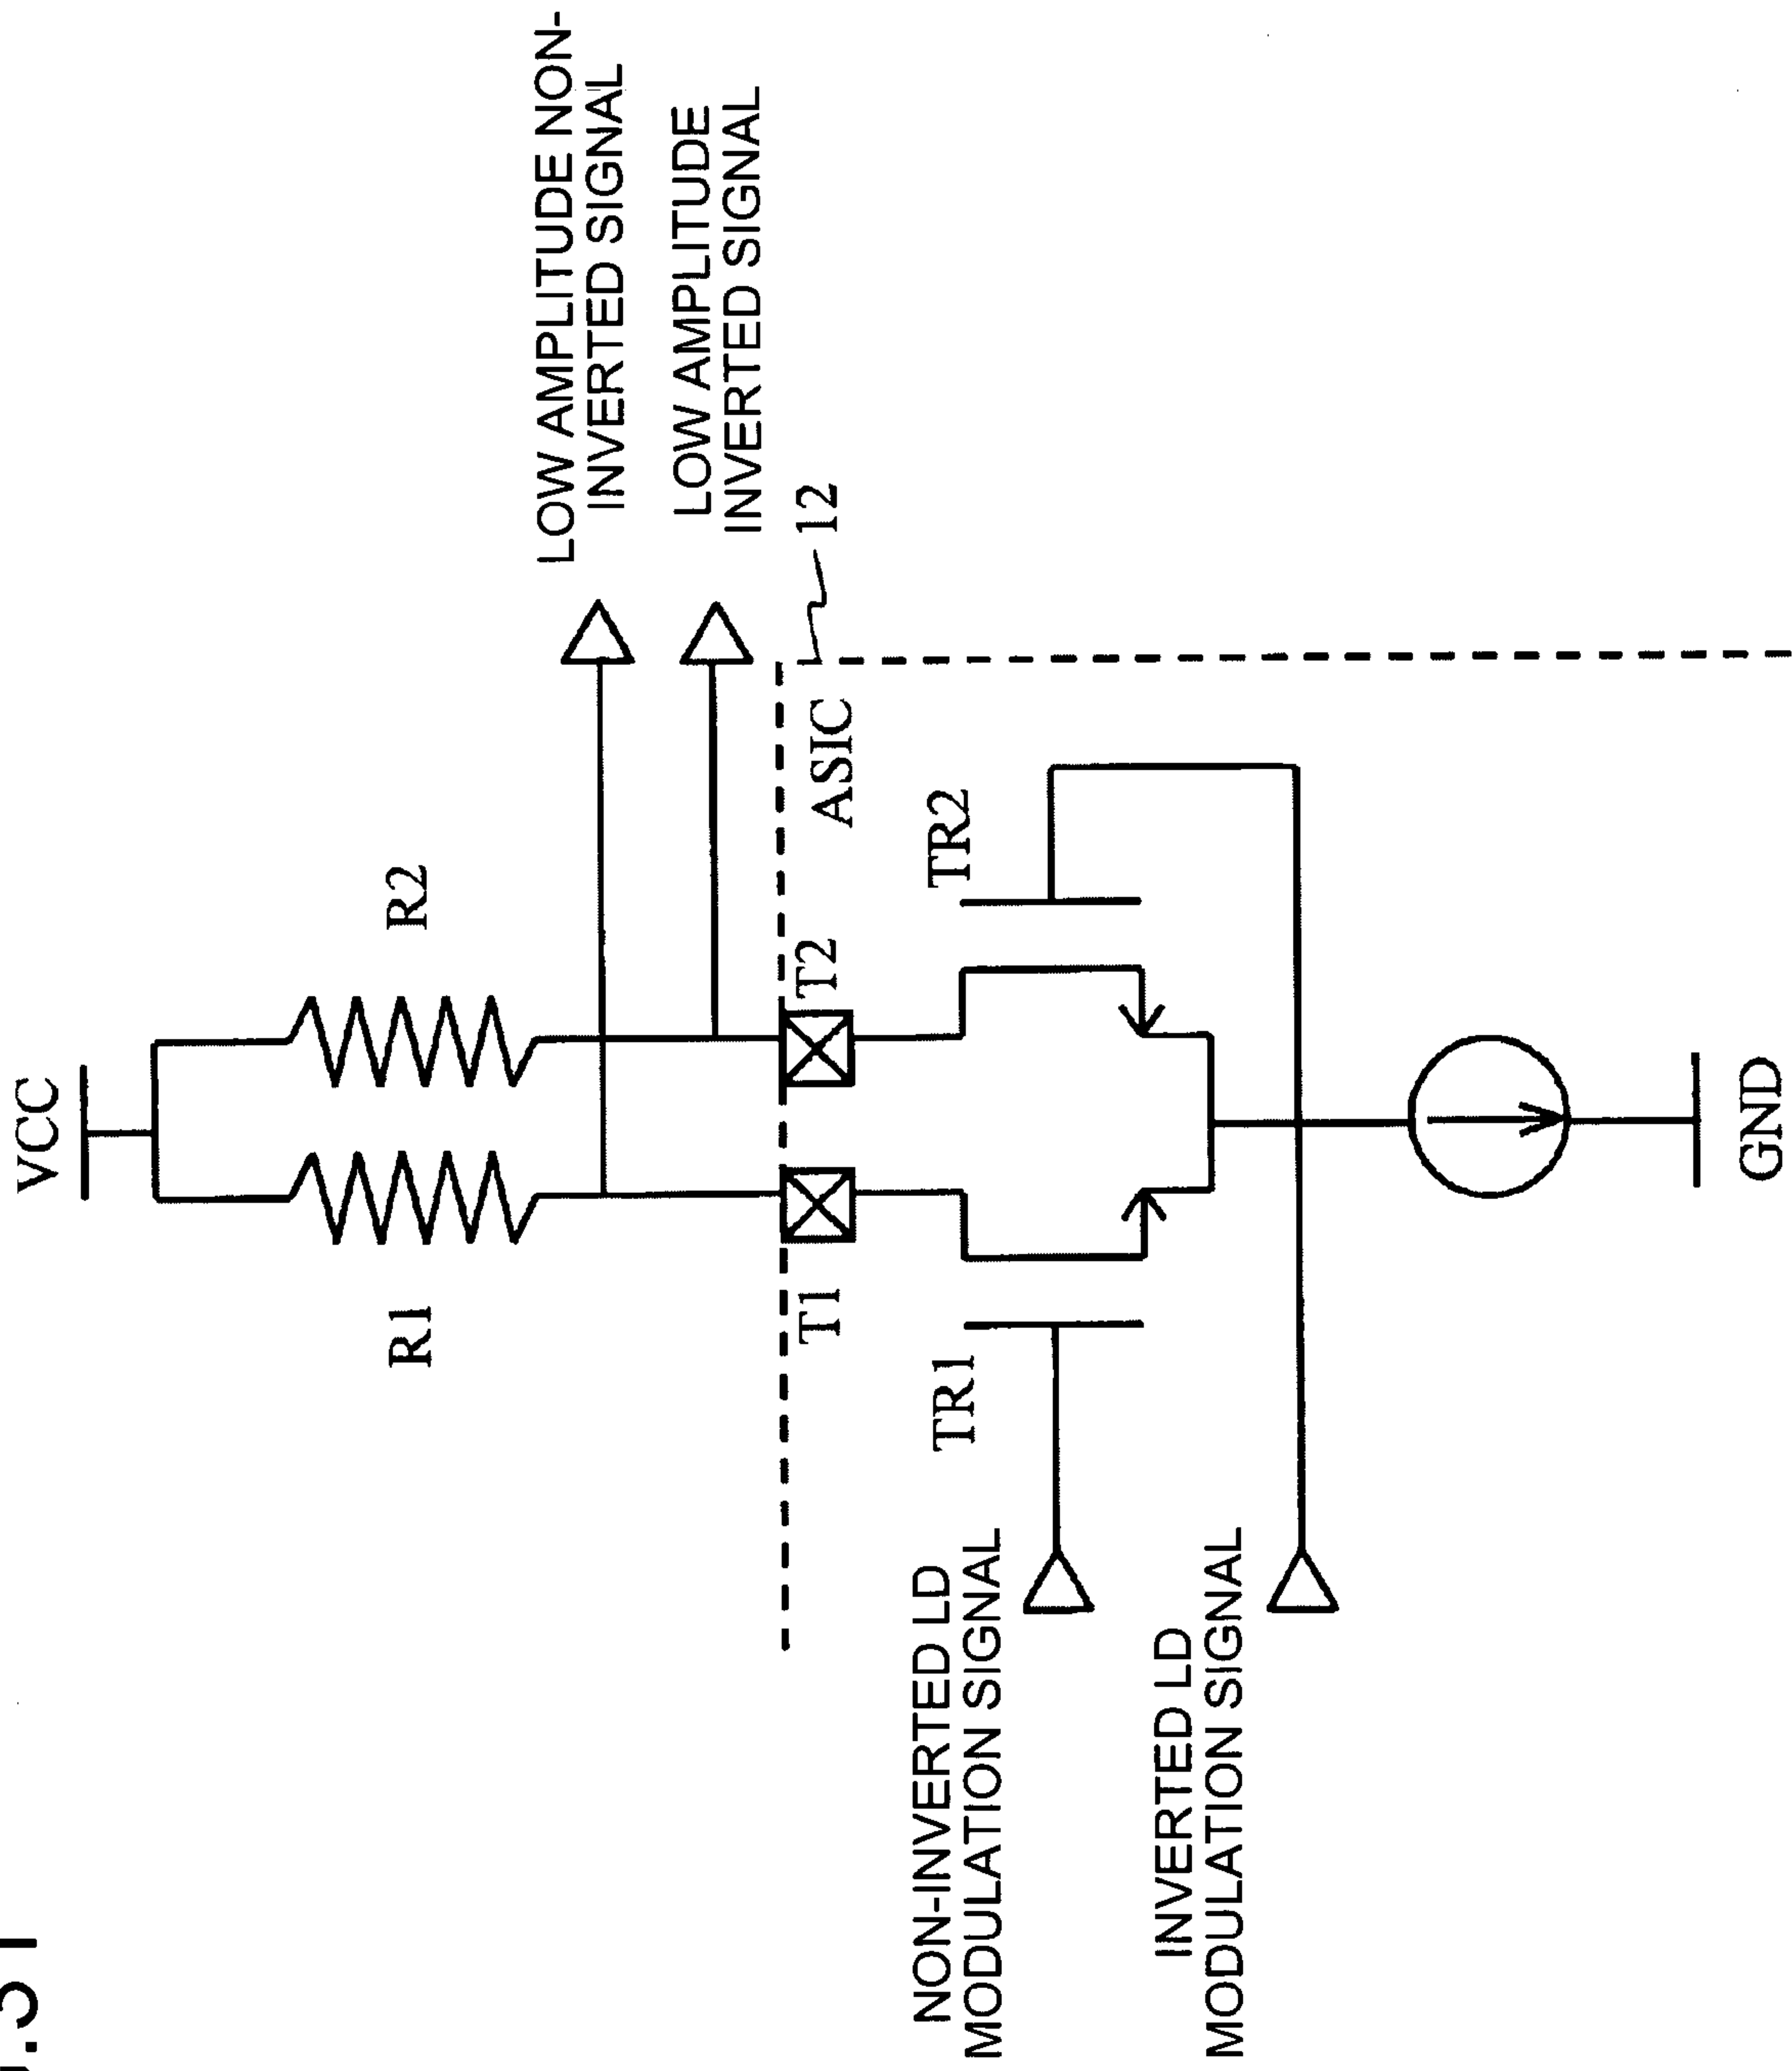 VCC
R1
R2
LOW AMPLITUDE NON-
INVERTED SIGNAL
LOW AMPLITUDE
INVERTED SIGNAL
12
ASIC
T1
T2
TR1
TR2
NON-INVERTED LD
MODULATION SIGNAL
INVERTED LD
MODULATION SIGNAL
GND